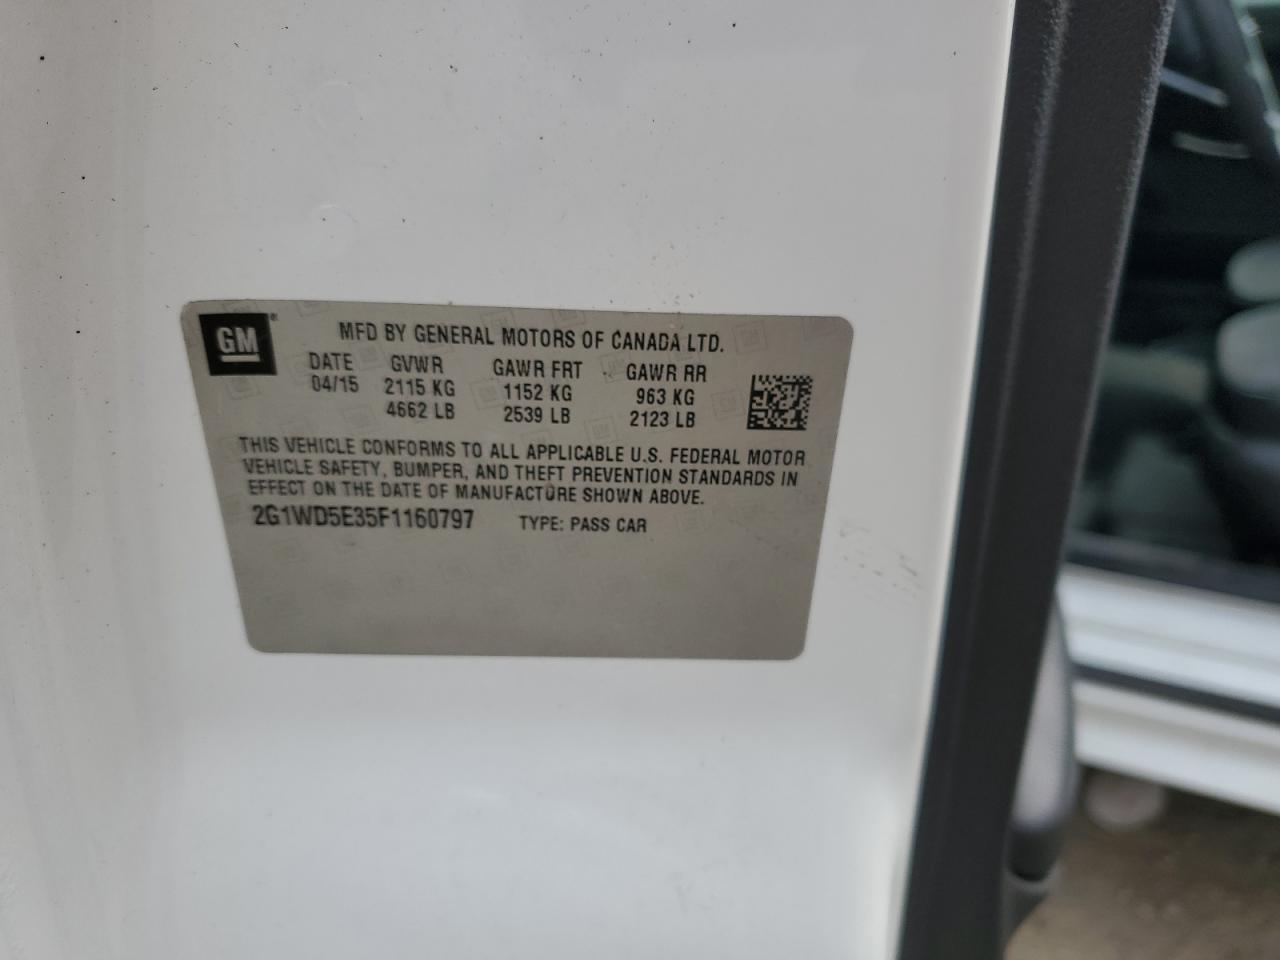 GM
MFD BY GENERAL MOTORS OF CANADA LTD.
DATE GVWR GAWR FRT GAWR RR
04/15 2115 KG 1152 KG 963 KG
4662 LB 2539 LB 2123 LB
THIS VEHICLE CONFORMS TO ALL APPLICABLE U.S. FEDERAL MOTOR
VEHICLE SAFETY, BUMPER, AND THEFT PREVENTION STANDARDS IN
EFFECT ON THE DATE OF MANUFACTURE SHOWN ABOVE.
2G1WD5E35F1160797 TYPE: PASS CAR